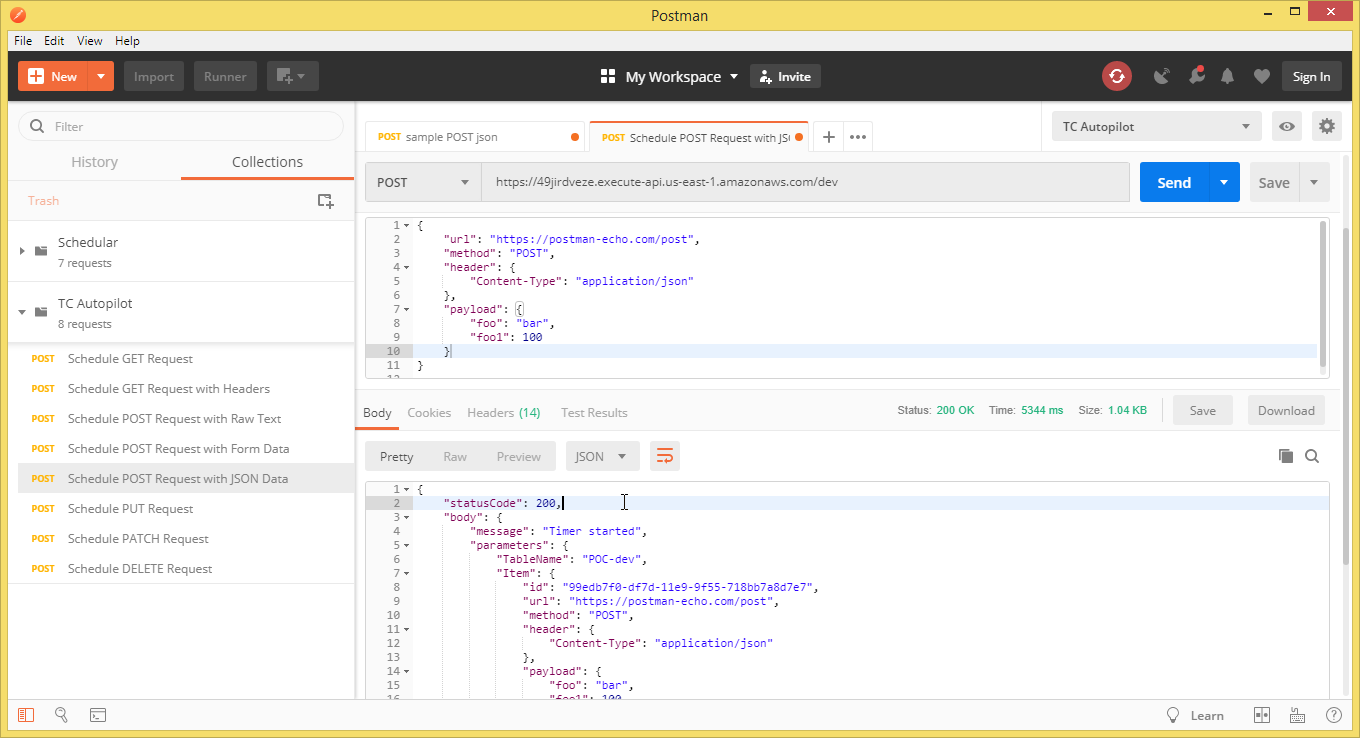 Postman
File Edit View Help
New Import Runner My Workspace Invite Sign In
Filter
History Collections
Trash
Schedular
7 requests
TC Autopilot
8 requests
POST Schedule GET Request
POST Schedule GET Request with Headers
POST Schedule POST Request with Raw Text
POST Schedule POST Request with Form Data
POST Schedule POST Request with JSON Data
POST Schedule PUT Request
POST Schedule PATCH Request
POST Schedule DELETE Request
POST sample POST json POST Schedule POST Request with JS TC Autopilot
POST https://49jirdveze.execute-api.us-east-1.amazonaws.com/dev Send Save
1 {
2 "url": "https://postman-echo.com/post",
3 "method": "POST",
4 "header": {
5 "Content-Type": "application/json"
6 },
7 "payload": {
8 "foo": "bar",
9 "foo1": 100
10 }
11 }
12
Body Cookies Headers (14) Test Results Status: 200 OK Time: 5344 ms Size: 1.04 KB Save Download
Pretty Raw Preview JSON
1 {
2 "statusCode": 200,
3 "body": {
4 "message": "Timer started",
5 "parameters": {
6 "TableName": "POC-dev",
7 "Item": {
8 "id": "99edb7f0-df7d-11e9-9f55-718bb7a8d7e7",
9 "url": "https://postman-echo.com/post",
10 "method": "POST",
11 "header": {
12 "Content-Type": "application/json"
13 },
14 "payload": {
15 "foo": "bar",
16 "foo1": 100
Learn